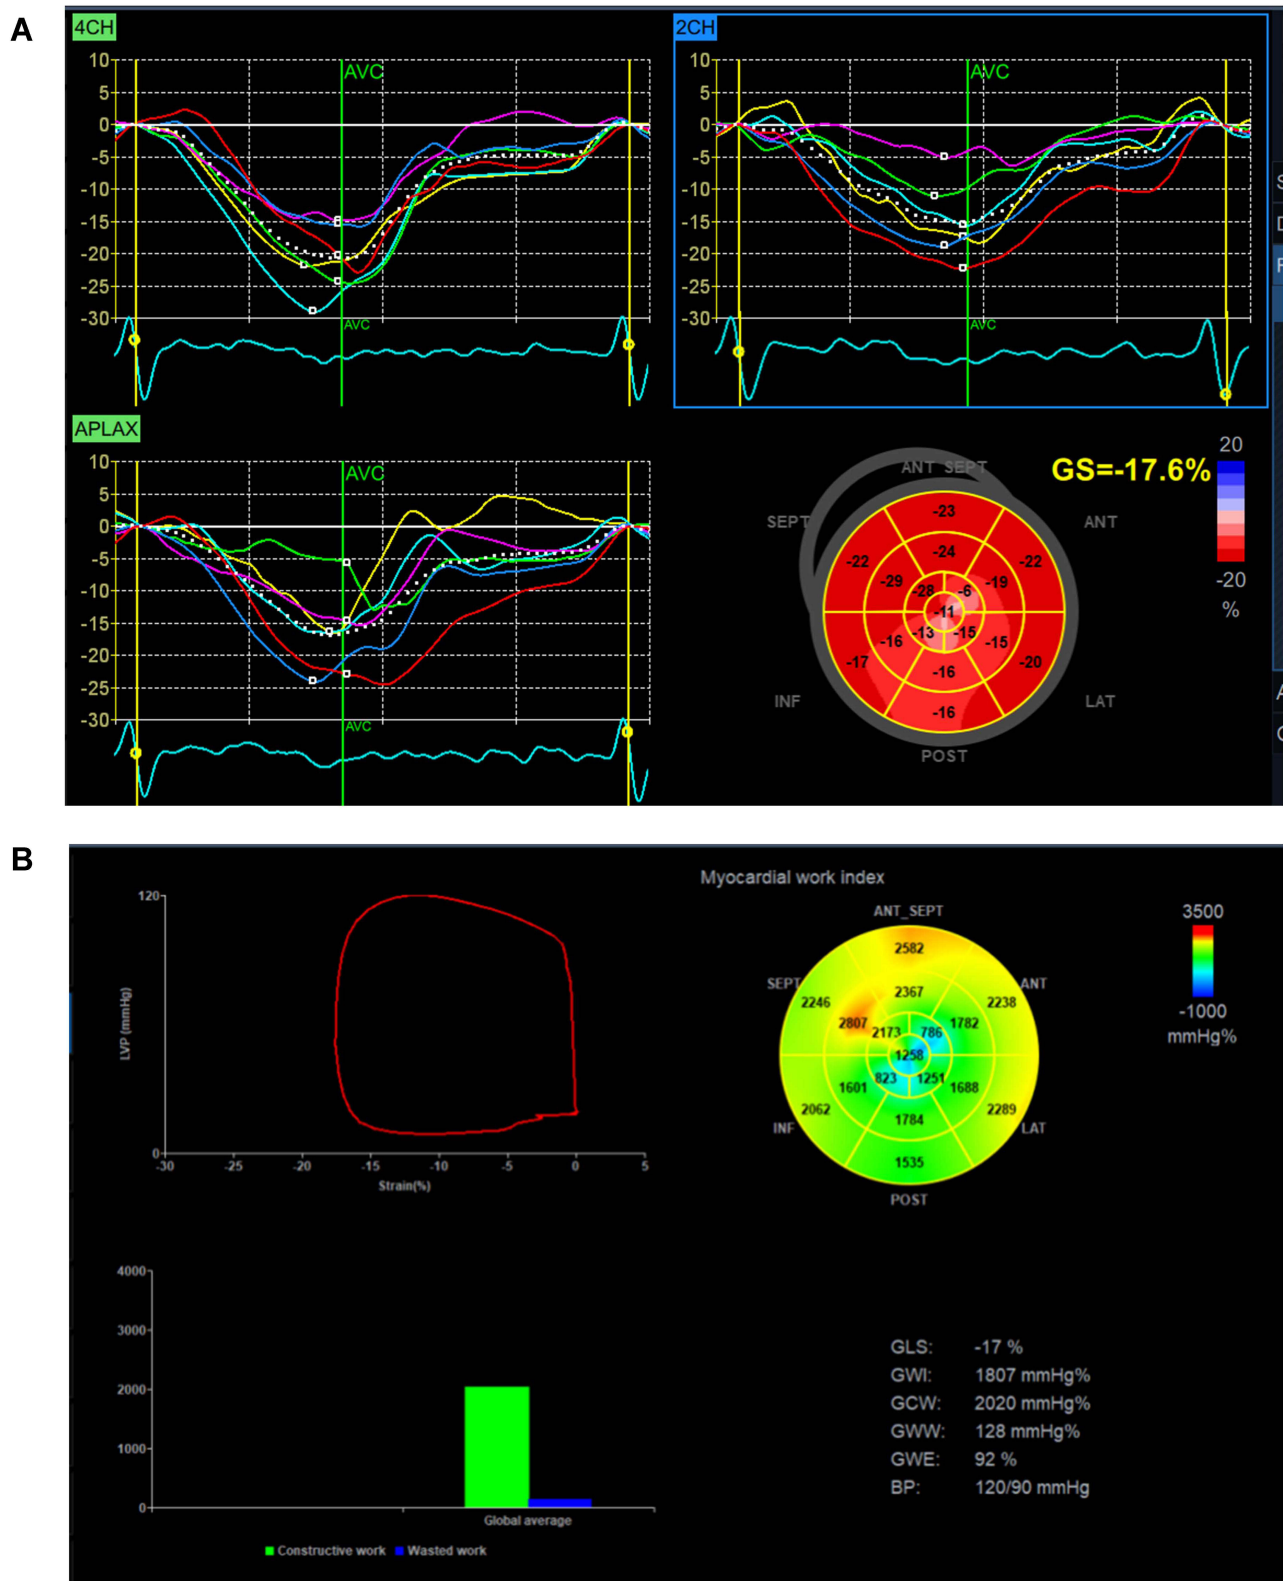 A
4CH
10
5
0
-5
-10
-15
-20
-25
-30
AVC
AVC
2CH
10
5
0
-5
-10
-15
-20
-25
-30
AVC
AVC
APLAX
10
5
0
-5
-10
-15
-20
-25
-30
AVC
AVC
GS=-17.6%
20
-20
%
ANT_SEPT
SEPT
ANT
INF
LAT
POST
-23
-22
-24
-22
-29
-28
-6
-19
-11
-16
-13
-15
-15
-17
-16
-20
-16
B
120
0
LVP (mmHg)
-30 -25 -20 -15 -10 -5 0 5
Strain(%)
Myocardial work index
ANT_SEPT
SEPT
ANT
INF
LAT
POST
2582
2246
2367
2238
2807
2173
786
1782
1258
1601
823
1251
1688
2062
1784
2289
1535
3500
-1000
mmHg%
4000
3000
2000
1000
0
Global average
Constructive work Wasted work
GLS: -17 %
GWI: 1807 mmHg%
GCW: 2020 mmHg%
GWW: 128 mmHg%
GWE: 92 %
BP: 120/90 mmHg